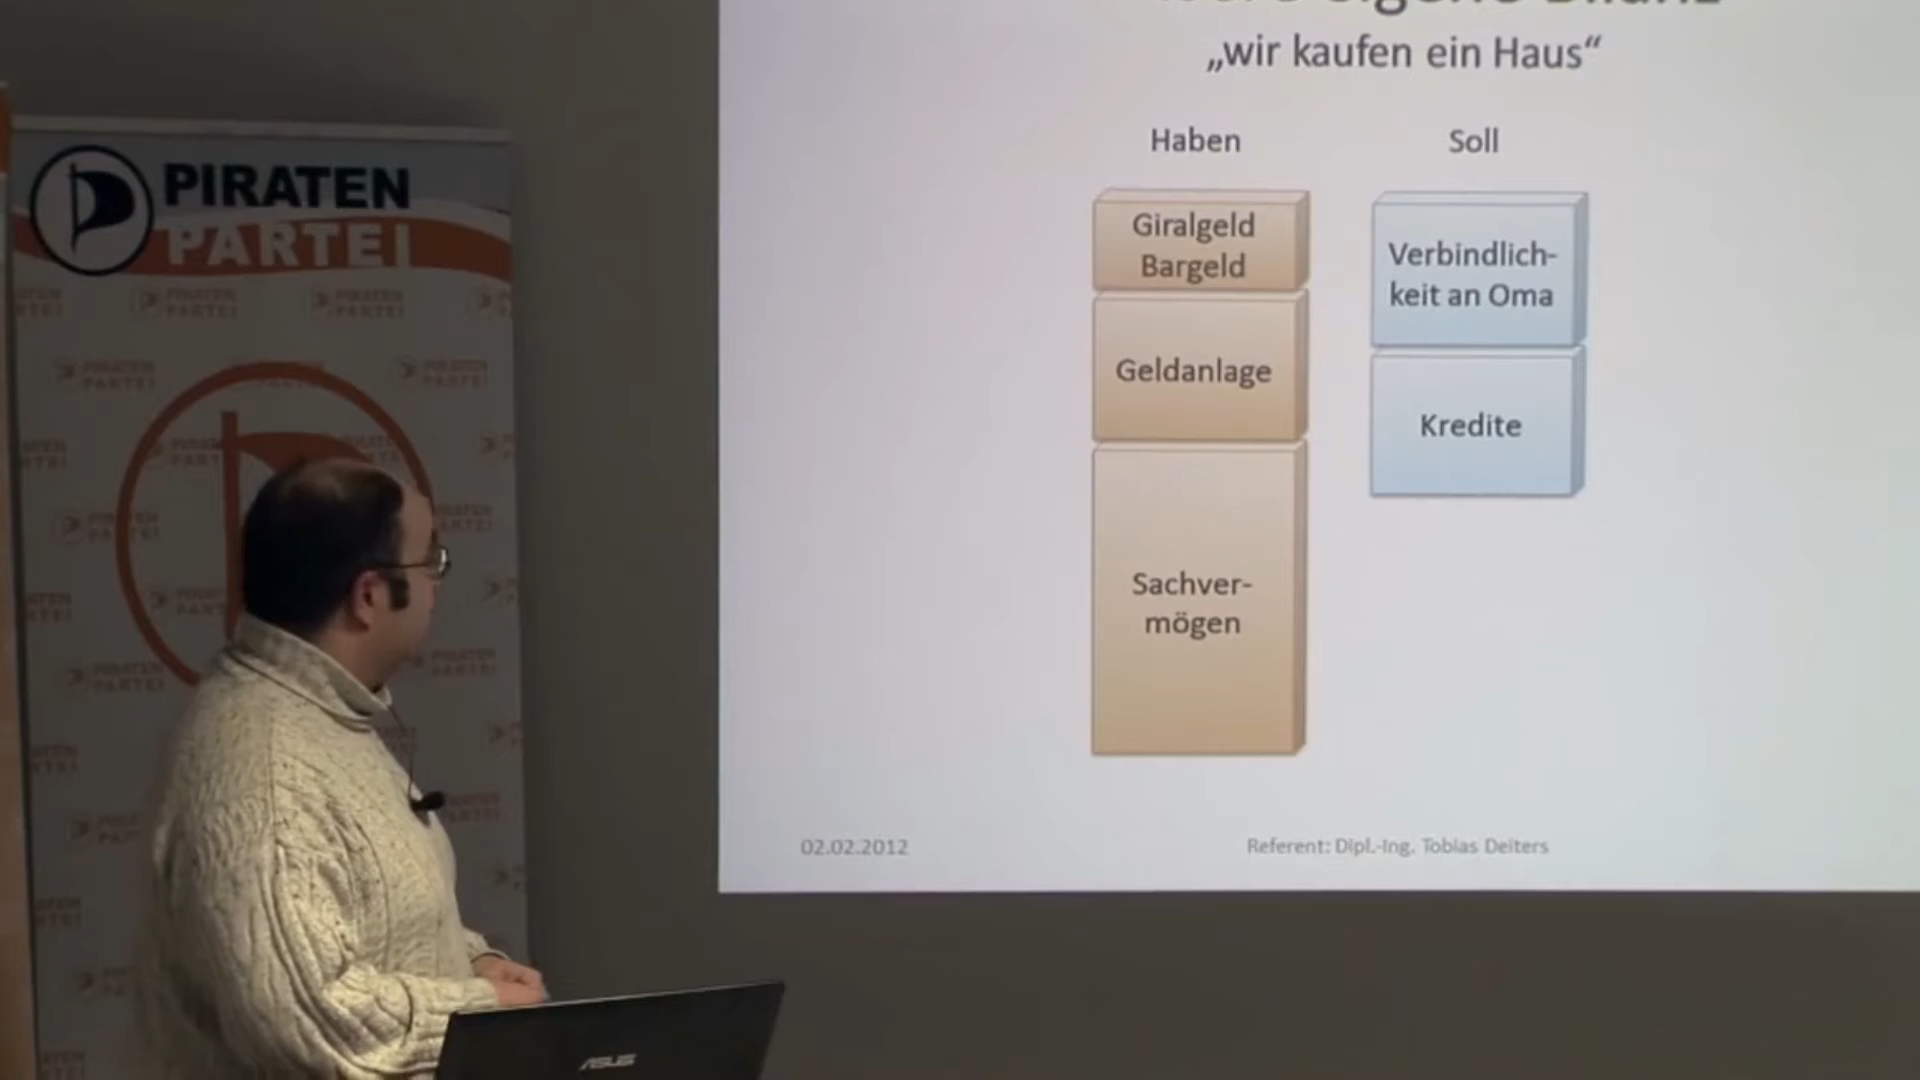 PIRATEN
PARTEI
„wir kaufen ein Haus“
Haben
Soll
Giralgeld
Bargeld
Geldanlage
Sachver-
mögen
Verbindlich-
keit an Oma
Kredite
02.02.2012
Referent: Dipl.-Ing. Tobias Deiters
ASUS